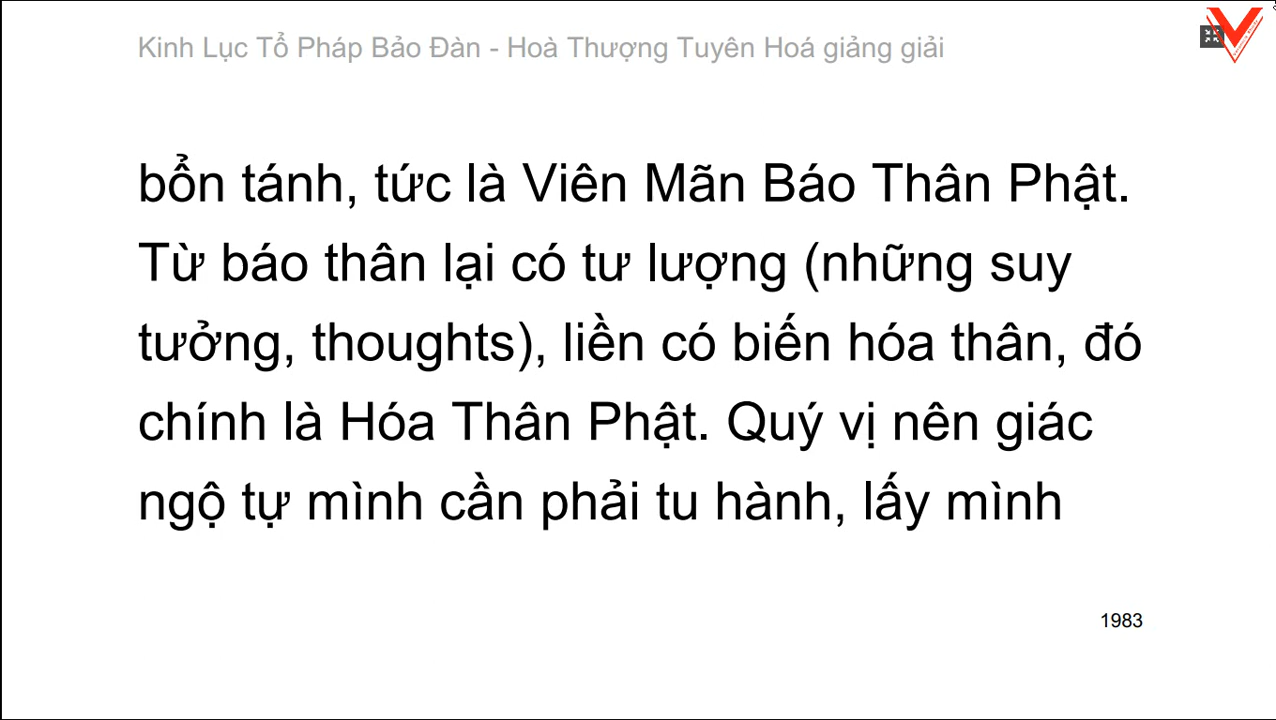 Kinh Lục Tổ Pháp Bảo Đàn - Hoà Thượng Tuyên Hoá giảng giải
bổn tánh, tức là Viên Mãn Báo Thân Phật.
Từ báo thân lại có tư lượng (những suy
tưởng, thoughts), liền có biến hóa thân, đó
chính là Hóa Thân Phật. Quý vị nên giác
ngộ tự mình cần phải tu hành, lấy mình
1983